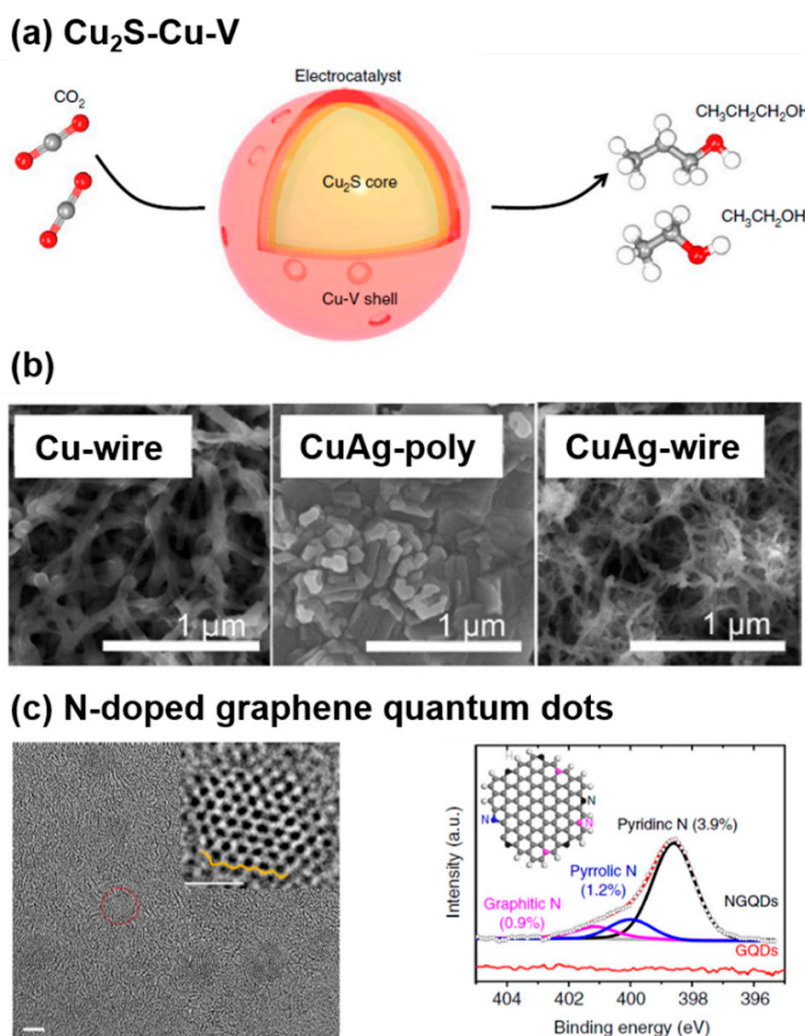 (a) Cu₂S-Cu-V
Electrocatalyst
CO₂
CH₃CH₂CH₂OH
Cu₂S core
CH₃CH₂OH
Cu-V shell
(b)
Cu-wire
CuAg-poly
CuAg-wire
1 µm
1 µm
1 µm
(c) N-doped graphene quantum dots
H
N
N
N
Pyridinc N (3.9%)
Pyrrolic N
(1.2%)
Graphitic N
(0.9%)
NGQDs
GQDs
Intensity (a.u.)
404 402 400 398 396
Binding energy (eV)